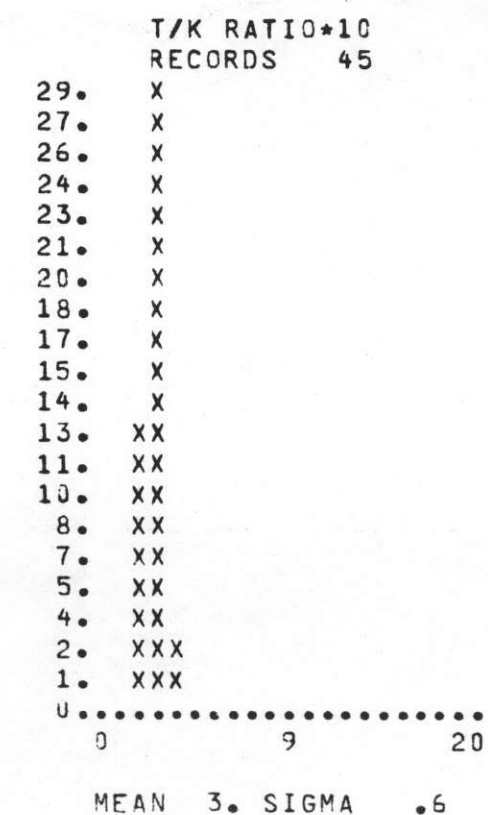 T/K RATIO*10
RECORDS 45
29. X
27. X
26. X
24. X
23. X
21. X
20. X
18. X
17. X
15. X
14. X
13. XX
11. XX
10. XX
8. XX
7. XX
5. XX
4. XX
2. XXX
1. XXX
0......................
0 9 20
MEAN 3. SIGMA .6